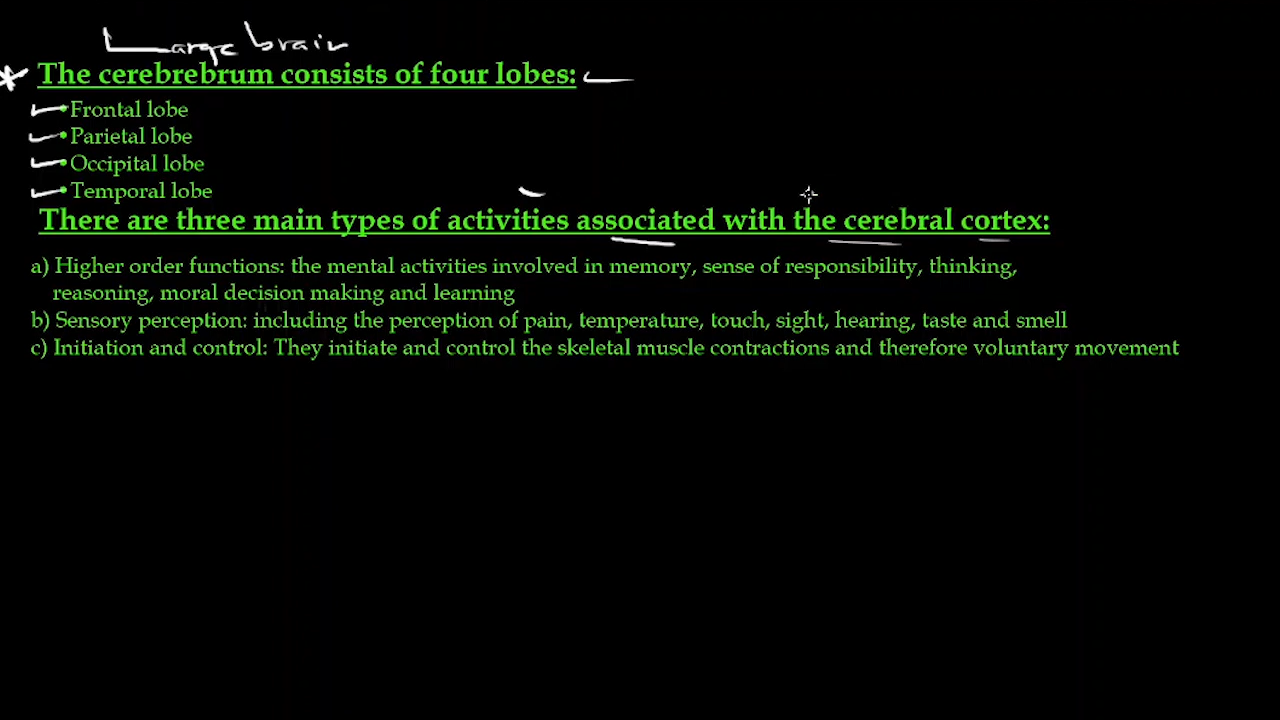 Large brain
The cerebrebrum consists of four lobes:
Frontal lobe
Parietal lobe
Occipital lobe
Temporal lobe
There are three main types of activities associated with the cerebral cortex:
a) Higher order functions: the mental activities involved in memory, sense of responsibility, thinking,
reasoning, moral decision making and learning
b) Sensory perception: including the perception of pain, temperature, touch, sight, hearing, taste and smell
c) Initiation and control: They initiate and control the skeletal muscle contractions and therefore voluntary movement